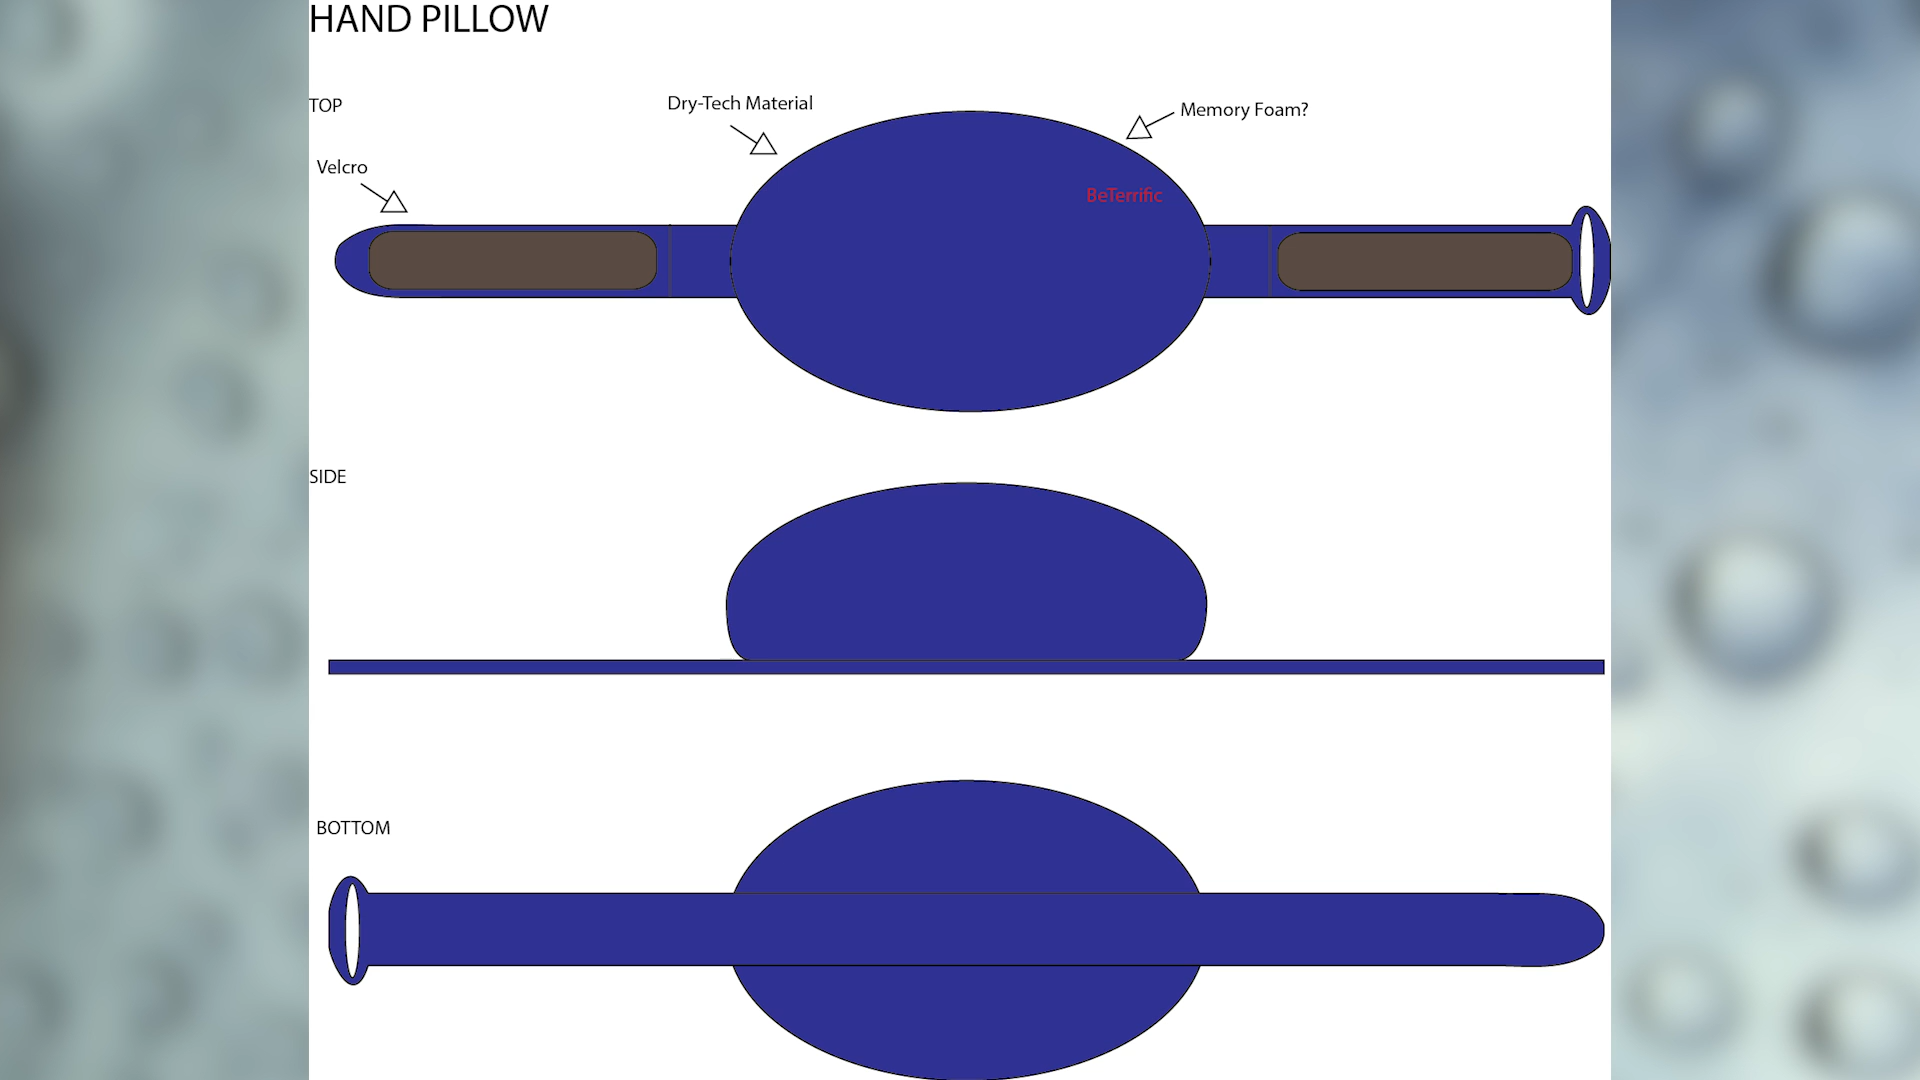 HAND PILLOW
TOP
Dry-Tech Material
Memory Foam?
Velcro
BeTerrific
SIDE
BOTTOM